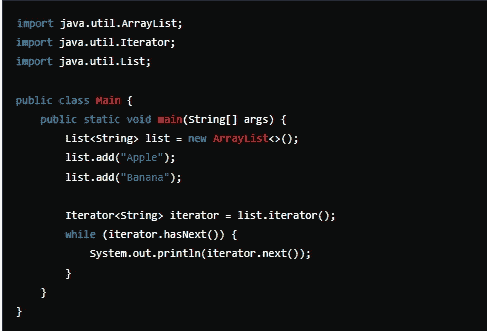 import java.util.ArrayList;
import java.util.Iterator;
import java.util.List;

public class Main {
    public static void main(String[] args) {
        List<String> list = new ArrayList<>();
        list.add("Apple");
        list.add("Banana");

        Iterator<String> iterator = list.iterator();
        while (iterator.hasNext()) {
            System.out.println(iterator.next());
        }
    }
}